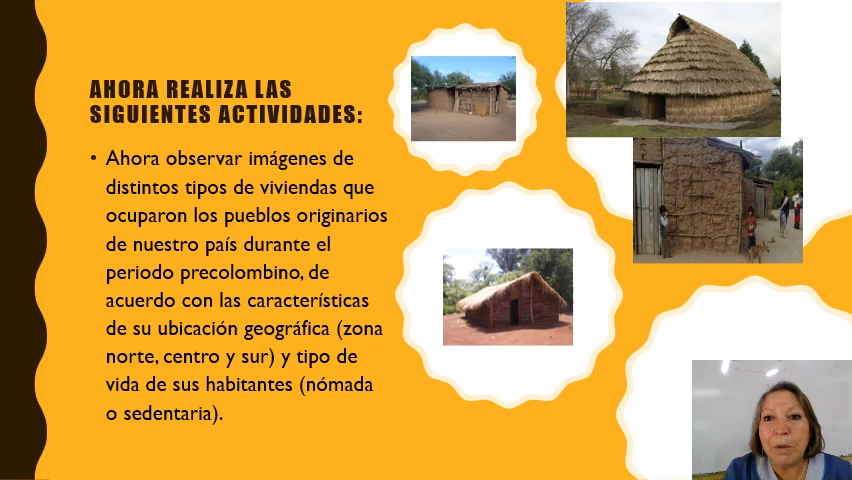 AHORA REALIZA LAS
SIGUIENTES ACTIVIDADES:
• Ahora observar imágenes de
distintos tipos de viviendas que
ocuparon los pueblos originarios
de nuestro país durante el
periodo precolombino, de
acuerdo con las características
de su ubicación geográfica (zona
norte, centro y sur) y tipo de
vida de sus habitantes (nómada
o sedentaria).